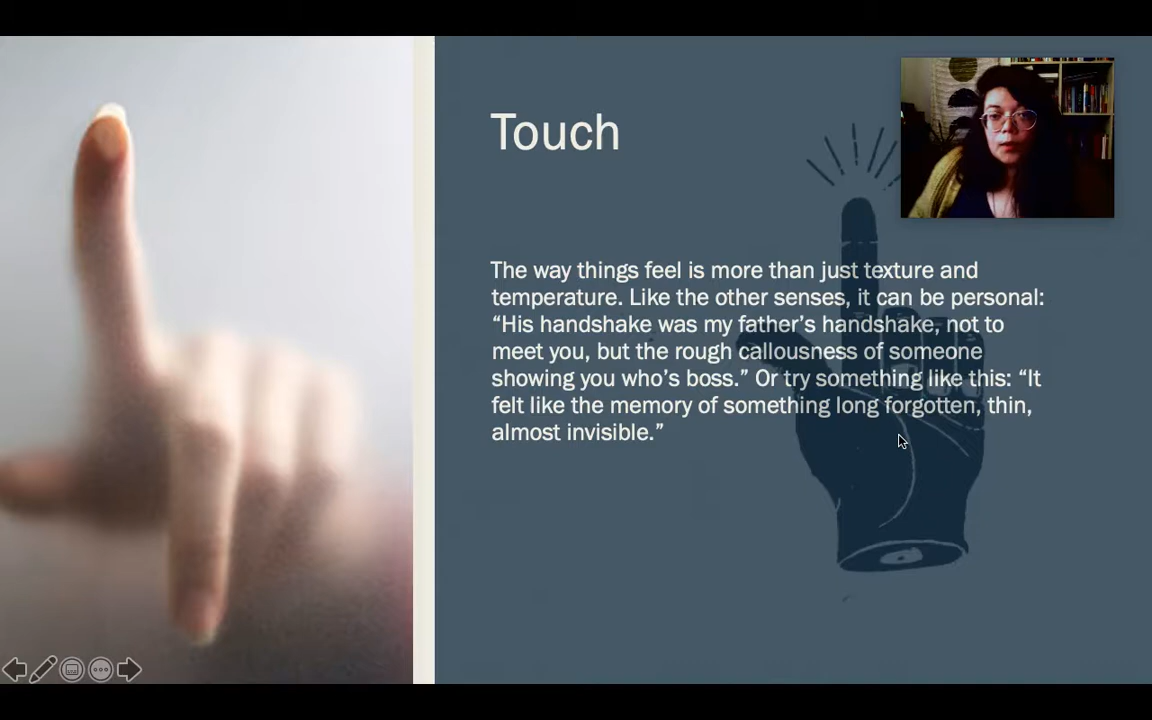 Touch
The way things feel is more than just texture and
temperature. Like the other senses, it can be personal:
“His handshake was my father’s handshake, not to
meet you, but the rough callousness of someone
showing you who’s boss.” Or try something like this: “It
felt like the memory of something long forgotten, thin,
almost invisible.”